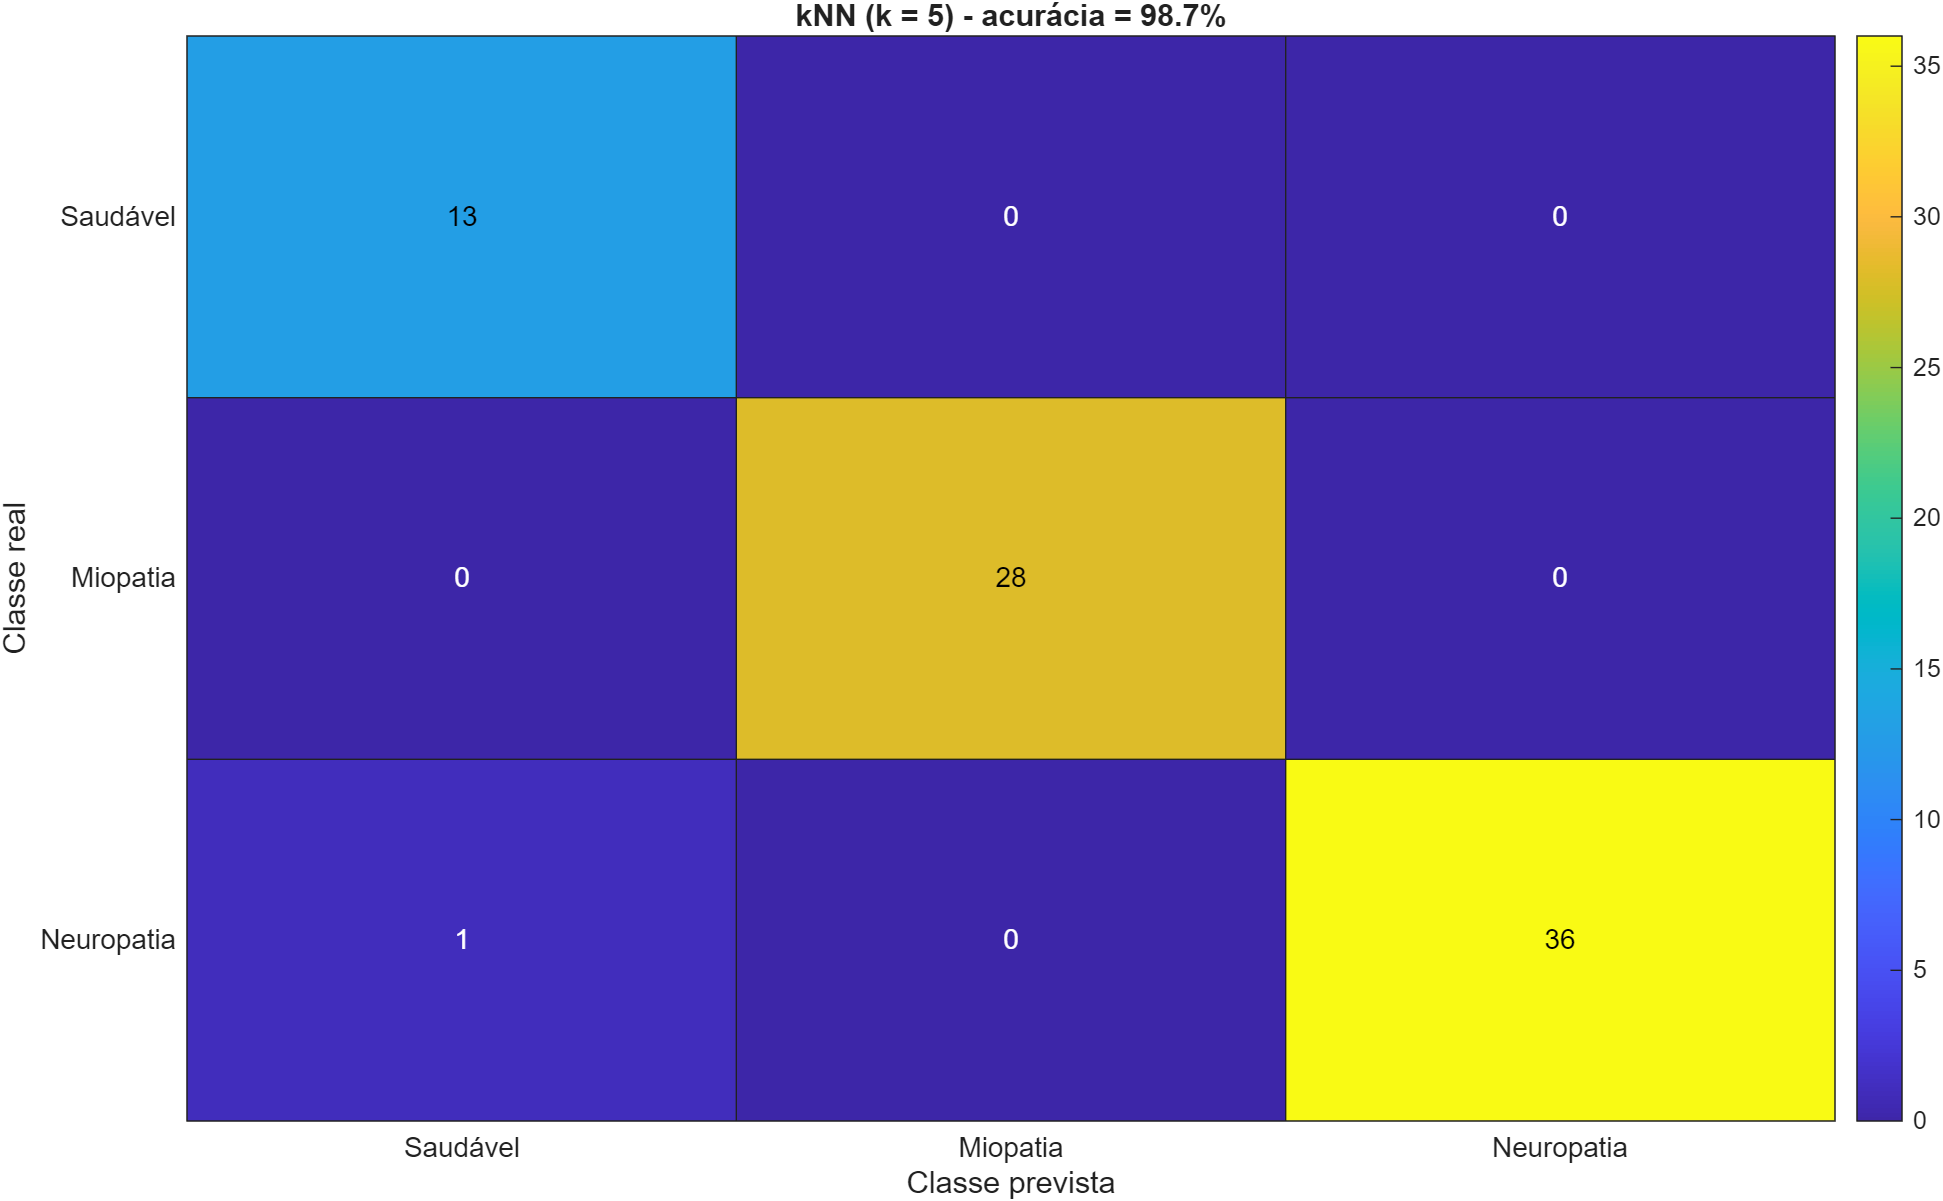 kNN (k = 5) - acurácia = 98.7%
Classe real
Saudável
13
0
0
Miopatia
0
28
0
Neuropatia
1
0
36
Saudável
Miopatia
Neuropatia
Classe prevista
35
30
25
20
15
10
5
0